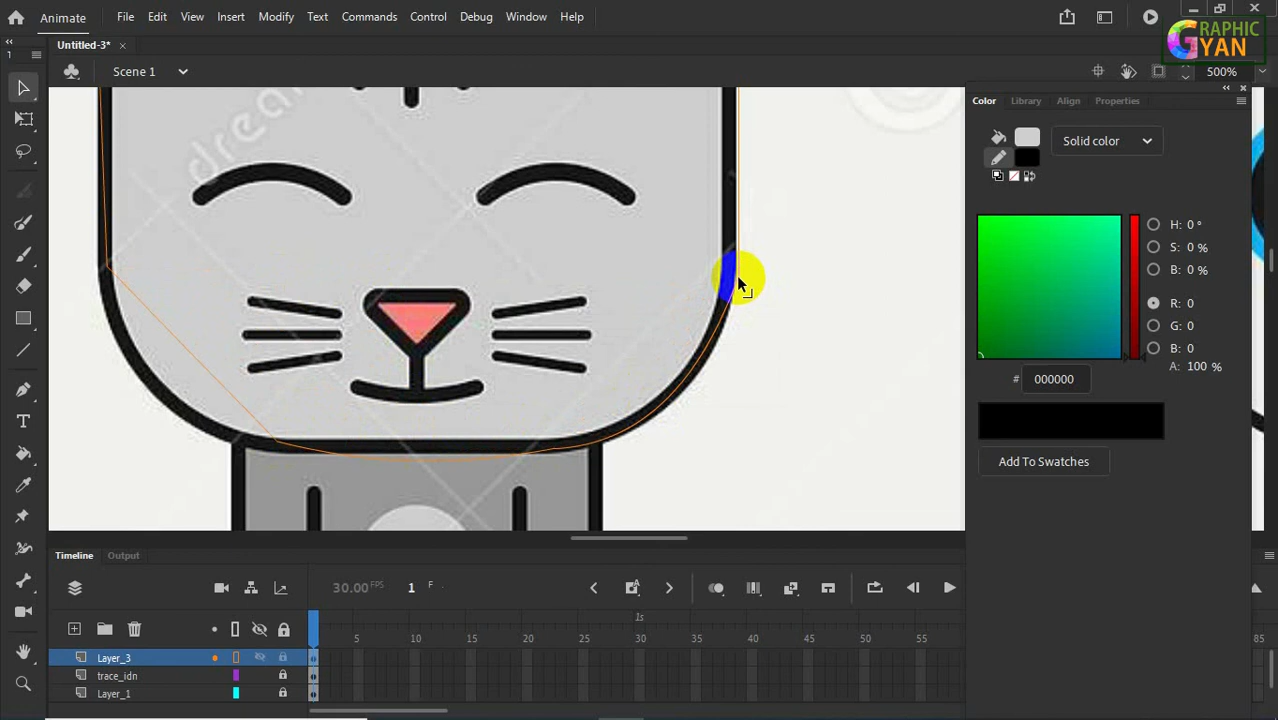 Animate
File Edit View Insert Modify Text Commands Control Debug Window Help
GRAPHIC
GYAN
Untitled-3*
Scene 1
500%
dream
Color Library Align Properties
Solid color
H: 0 °
S: 0 %
B: 0 %
R: 0
G: 0
B: 0
A: 100 %
# 000000
Add To Swatches
Timeline Output
30.00 FPS 1 F
1s
5 10 15 20 25 30 35 40 45 50 55 85
Layer_3
trace_idn
Layer_1
1